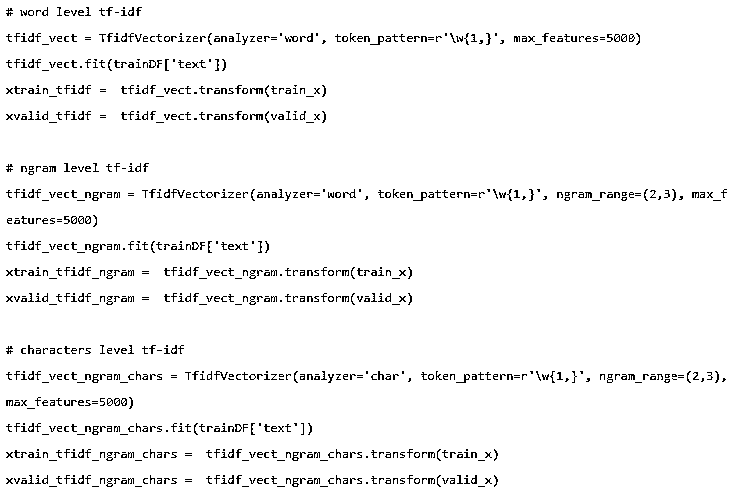 # word level tf-idf
tfidf_vect = TfidfVectorizer(analyzer='word', token_pattern=r'\w{1,}', max_features=5000)
tfidf_vect.fit(trainDF['text'])
xtrain_tfidf =  tfidf_vect.transform(train_x)
xvalid_tfidf =  tfidf_vect.transform(valid_x)
# ngram level tf-idf
tfidf_vect_ngram = TfidfVectorizer(analyzer='word', token_pattern=r'\w{1,}', ngram_range=(2,3), max_f
eatures=5000)
tfidf_vect_ngram.fit(trainDF['text'])
xtrain_tfidf_ngram =  tfidf_vect_ngram.transform(train_x)
xvalid_tfidf_ngram =  tfidf_vect_ngram.transform(valid_x)
# characters level tf-idf
tfidf_vect_ngram_chars = TfidfVectorizer(analyzer='char', token_pattern=r'\w{1,}', ngram_range=(2,3),
max_features=5000)
tfidf_vect_ngram_chars.fit(trainDF['text'])
xtrain_tfidf_ngram_chars =  tfidf_vect_ngram_chars.transform(train_x)
xvalid_tfidf_ngram_chars =  tfidf_vect_ngram_chars.transform(valid_x)